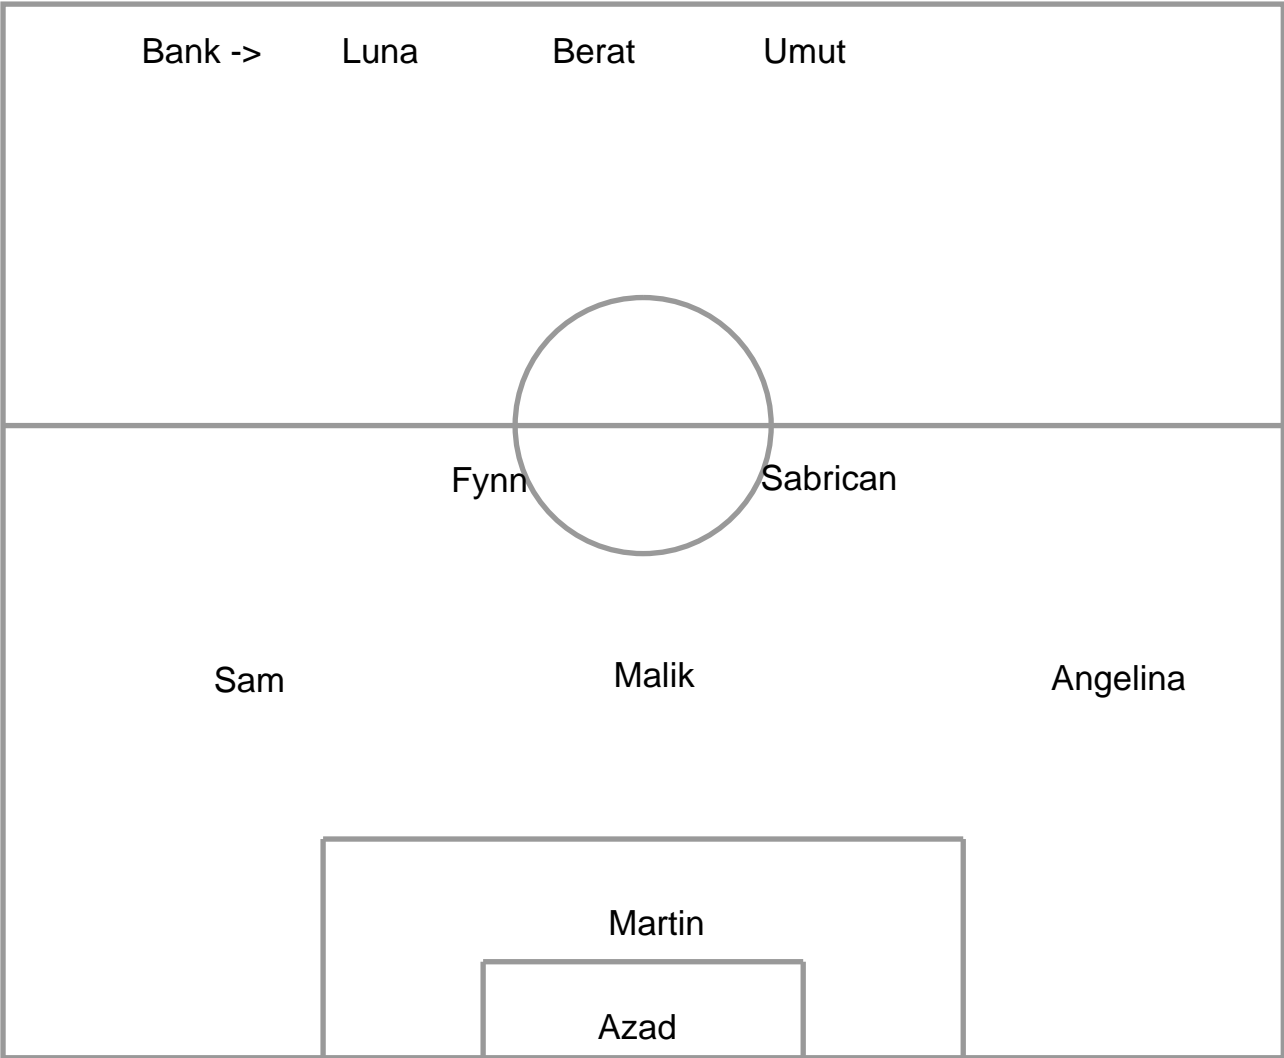 Bank -> Luna Berat Umut
Fynn Sabrican
Sam Malik Angelina
Martin
Azad